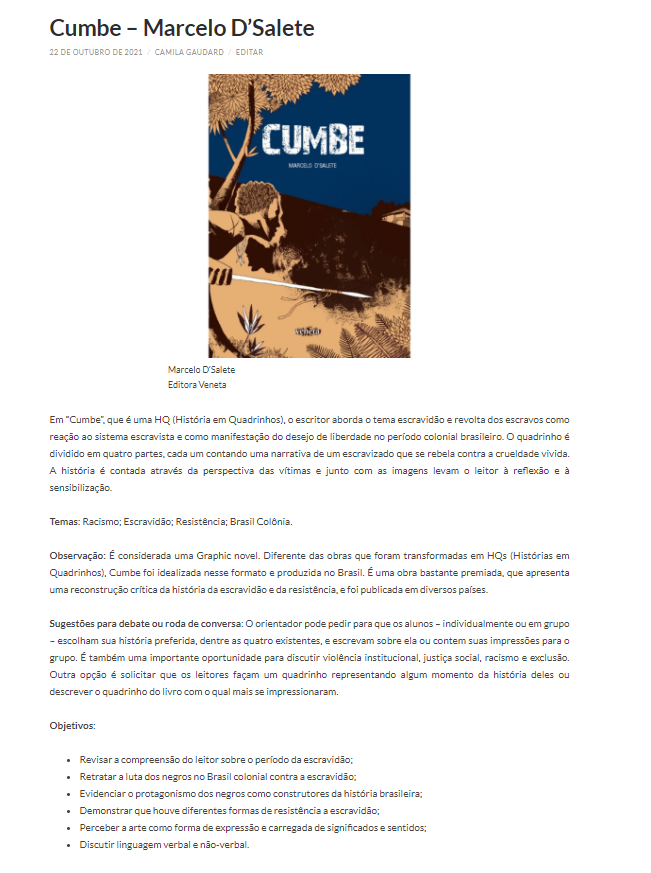 Cumbe – Marcelo D’Salete
22 DE OUTUBRO DE 2021 / CAMILA GAUDARD / EDITAR
CUMBE
MARCELO D'SALETE
veneta
Marcelo D’Salete
Editora Veneta
Em “Cumbe”, que é uma HQ (História em Quadrinhos), o escritor aborda o tema escravidão e revolta dos escravos como
reação ao sistema escravista e como manifestação do desejo de liberdade no período colonial brasileiro. O quadrinho é
dividido em quatro partes, cada um contando uma narrativa de um escravizado que se rebela contra a crueldade vivida.
A história é contada através da perspectiva das vítimas e junto com as imagens levam o leitor à reflexão e à
sensibilização.
Temas: Racismo; Escravidão; Resistência; Brasil Colônia.
Observação: É considerada uma Graphic novel. Diferente das obras que foram transformadas em HQs (Histórias em
Quadrinhos), Cumbe foi idealizada nesse formato e produzida no Brasil. É uma obra bastante premiada, que apresenta
uma reconstrução crítica da história da escravidão e da resistência, e foi publicada em diversos países.
Sugestões para debate ou roda de conversa: O orientador pode pedir para que os alunos – individualmente ou em grupo
– escolham sua história preferida, dentre as quatro existentes, e escrevam sobre ela ou contem suas impressões para o
grupo. É também uma importante oportunidade para discutir violência institucional, justiça social, racismo e exclusão.
Outra opção é solicitar que os leitores façam um quadrinho representando algum momento da história deles ou
descrever o quadrinho do livro com o qual mais se impressionaram.
Objetivos:
• Revisar a compreensão do leitor sobre o período da escravidão;
• Retratar a luta dos negros no Brasil colonial contra a escravidão;
• Evidenciar o protagonismo dos negros como construtores da história brasileira;
• Demonstrar que houve diferentes formas de resistência a escravidão;
• Perceber a arte como forma de expressão e carregada de significados e sentidos;
• Discutir linguagem verbal e não-verbal.